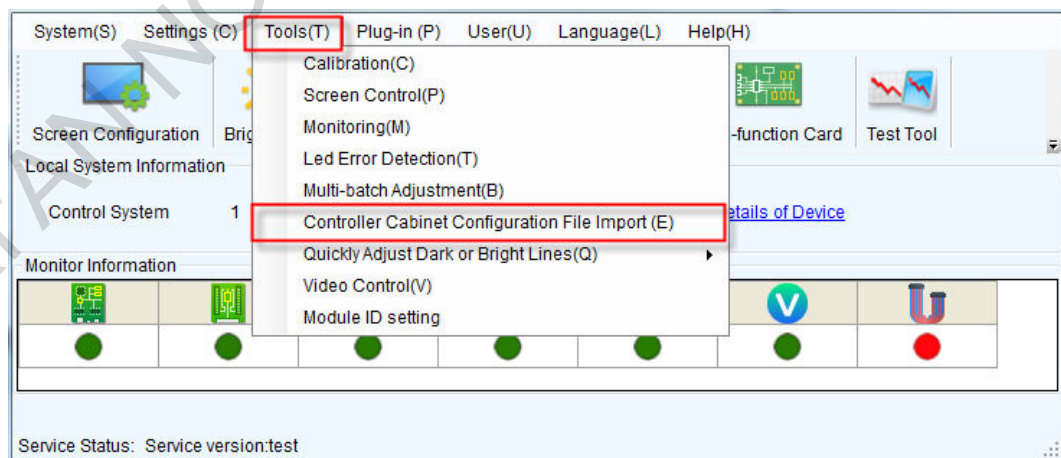 System(S) Settings (C) Tools(T) Plug-in (P) User(U) Language(L) Help(H)
Calibration(C)
Screen Control(P)
Monitoring(M)
Led Error Detection(T)
Multi-batch Adjustment(B)
Controller Cabinet Configuration File Import (E)
Quickly Adjust Dark or Bright Lines(Q)
Video Control(V)
Module ID setting
Screen Configuration -function Card Test Tool
Local System Information
Control System 1 of Device
Monitor Information
V
Service Status: Service version:test